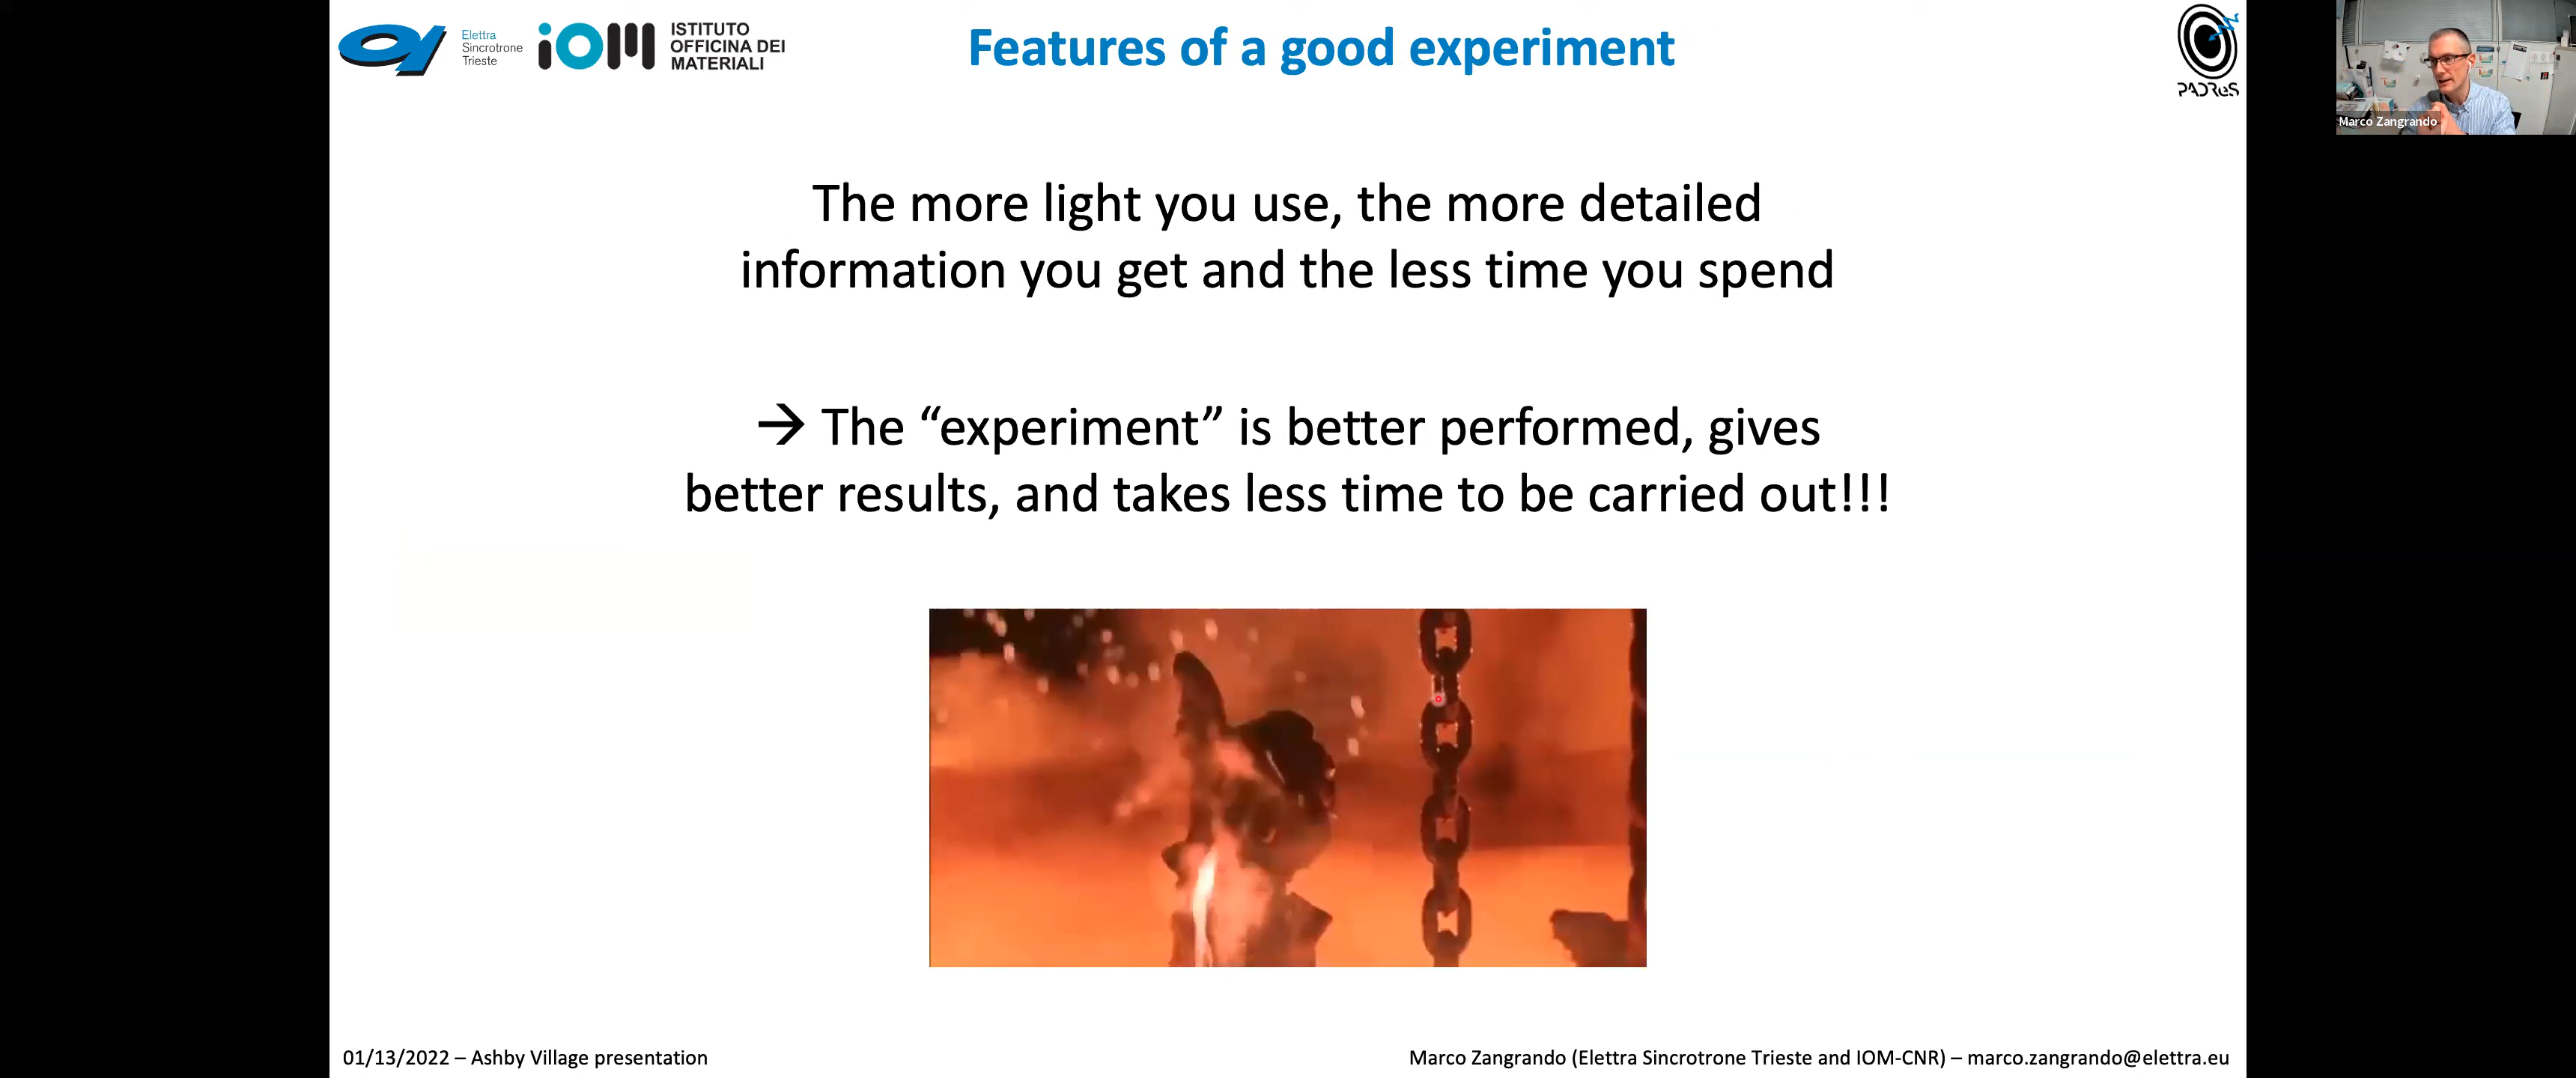 Elettra
Sincrotrone
Trieste
iOM
ISTITUTO
OFFICINA DEI
MATERIALI
Features of a good experiment
PADReS
Marco Zangrando
The more light you use, the more detailed
information you get and the less time you spend
→ The “experiment” is better performed, gives
better results, and takes less time to be carried out!!!
01/13/2022 – Ashby Village presentation
Marco Zangrando (Elettra Sincrotrone Trieste and IOM-CNR) – marco.zangrando@elettra.eu